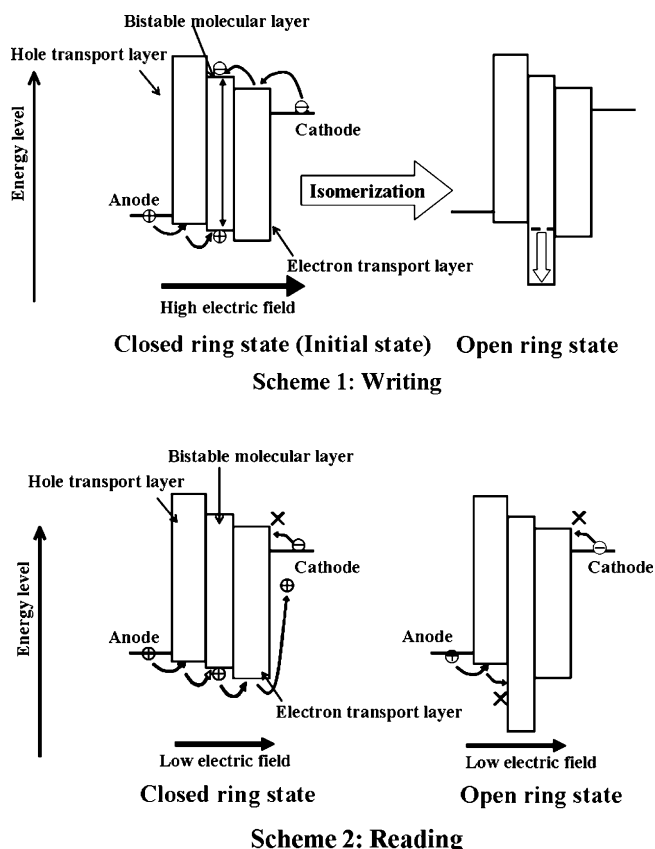 Bistable molecular layer
Hole transport layer
Energy level
Cathode
Anode
Isomerization
Electron transport layer
High electric field
Closed ring state (Initial state)
Open ring state
Scheme 1: Writing
Bistable molecular layer
Hole transport layer
Energy level
Cathode
Cathode
Anode
Anode
Electron transport layer
Low electric field
Low electric field
Closed ring state
Open ring state
Scheme 2: Reading